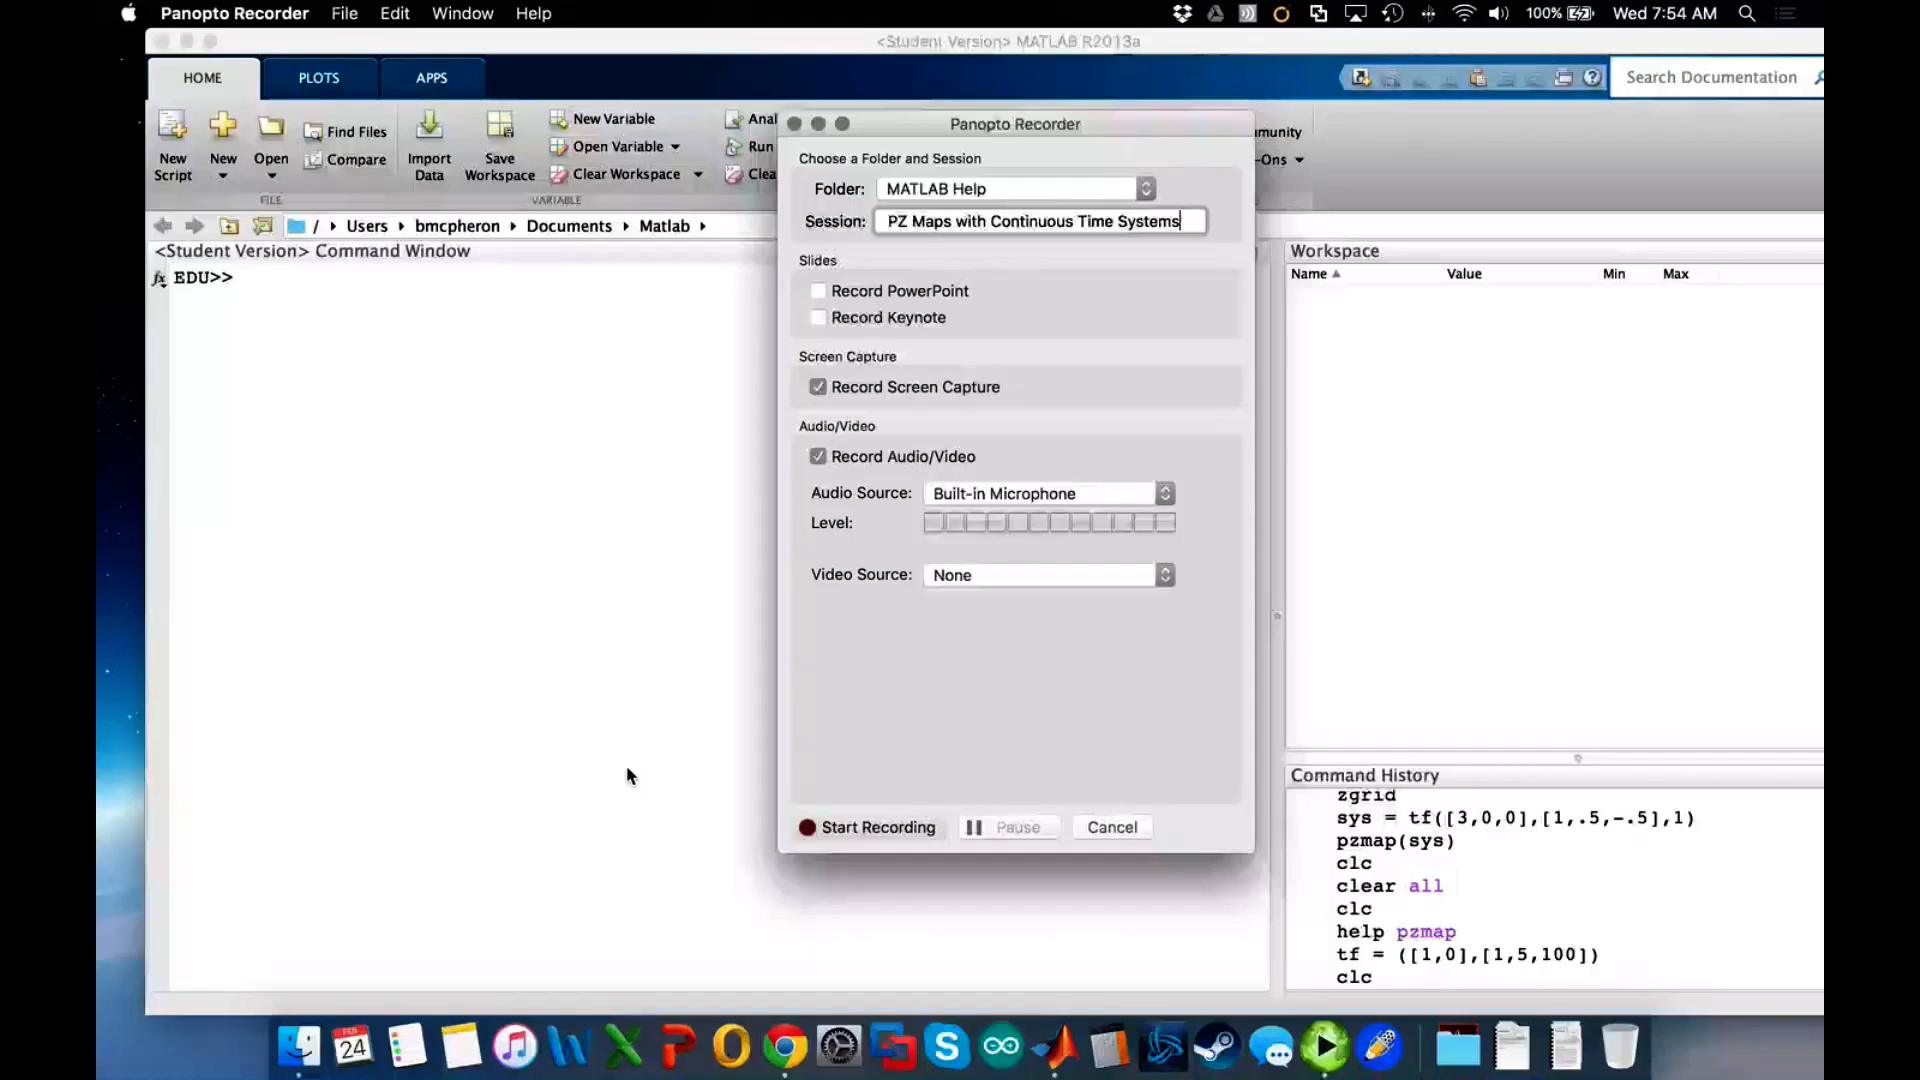 Panopto Recorder File Edit Window Help 100% Wed 7:54 AM
<Student Version> MATLAB R2013a
HOME PLOTS APPS Search Documentation
New Script
New
Open
Find Files
Compare
Import Data
Save Workspace
New Variable
Open Variable
Clear Workspace
Anal
Run
Clea
munity
-Ons
FILE VARIABLE
/ Users bmcpheron Documents Matlab
<Student Version> Command Window
fx EDU>>
Panopto Recorder
Choose a Folder and Session
Folder: MATLAB Help
Session: PZ Maps with Continuous Time Systems
Slides
Record PowerPoint
Record Keynote
Screen Capture
Record Screen Capture
Audio/Video
Record Audio/Video
Audio Source: Built-in Microphone
Level:
Video Source: None
Start Recording Pause Cancel
Workspace
Name Value Min Max
Command History
zgrid
sys = tf([3,0,0],[1,.5,-.5],1)
pzmap(sys)
clc
clear all
clc
help pzmap
tf = ([1,0],[1,5,100])
clc
FEB
24